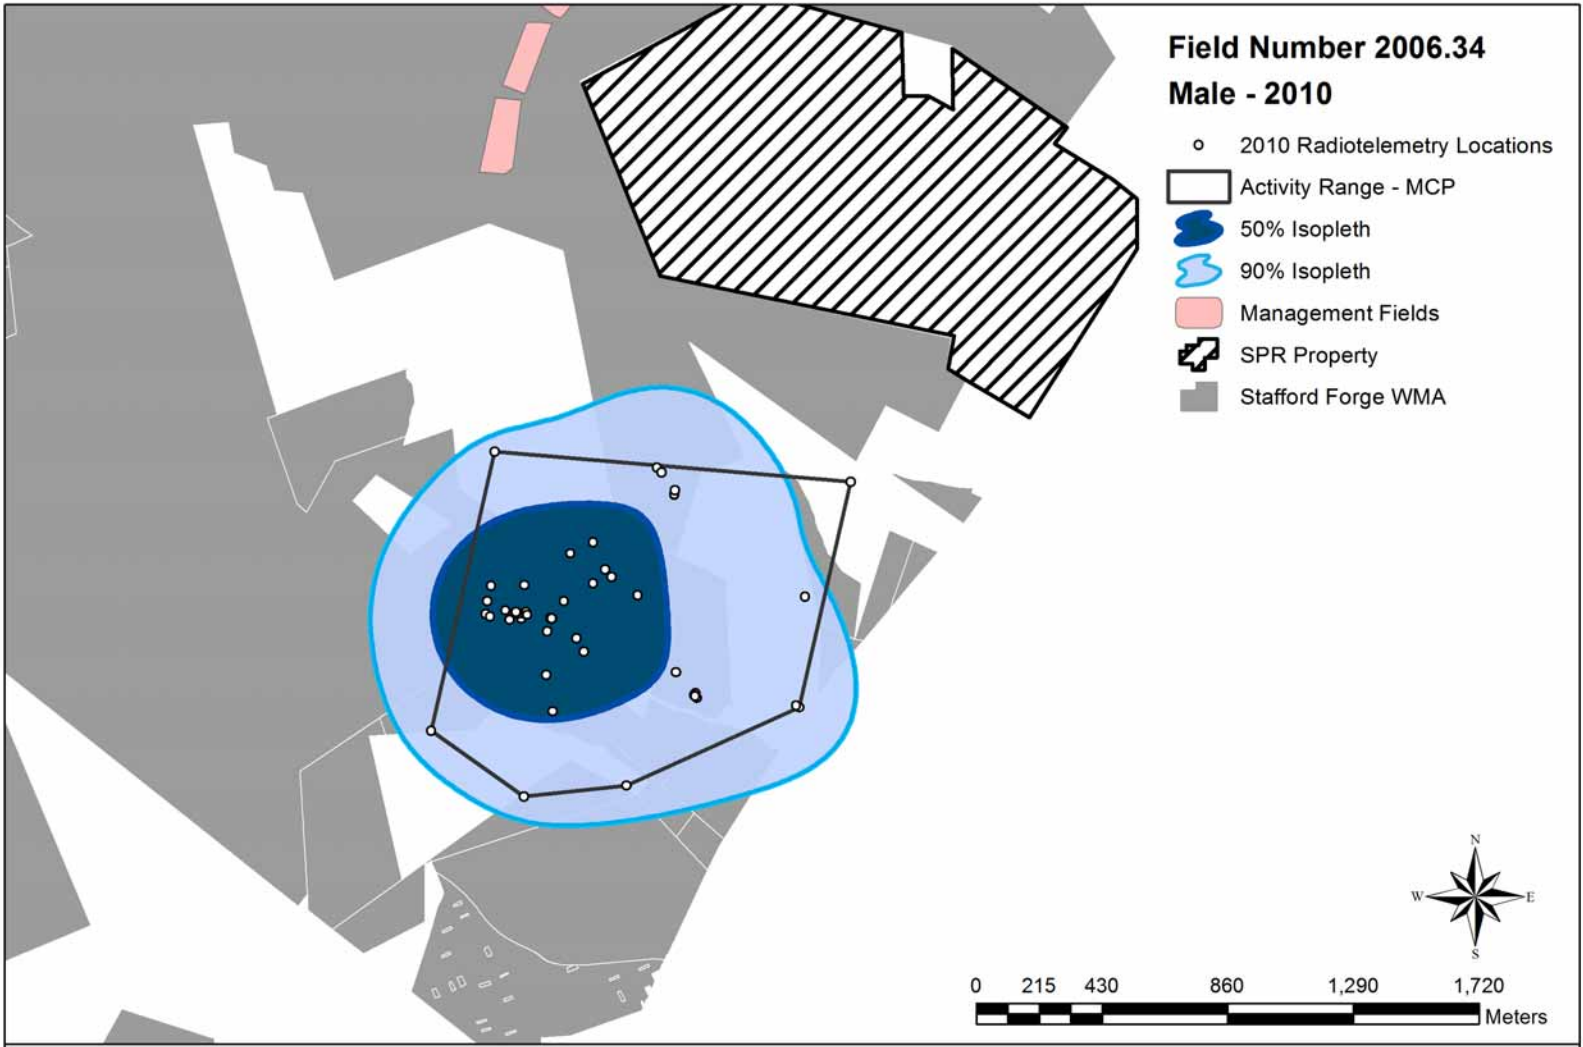 Field Number 2006.34
Male - 2010
2010 Radiotelemetry Locations
Activity Range - MCP
50% Isopleth
90% Isopleth
Management Fields
SPR Property
Stafford Forge WMA
N
W E
S
0 215 430 860 1,290 1,720
Meters